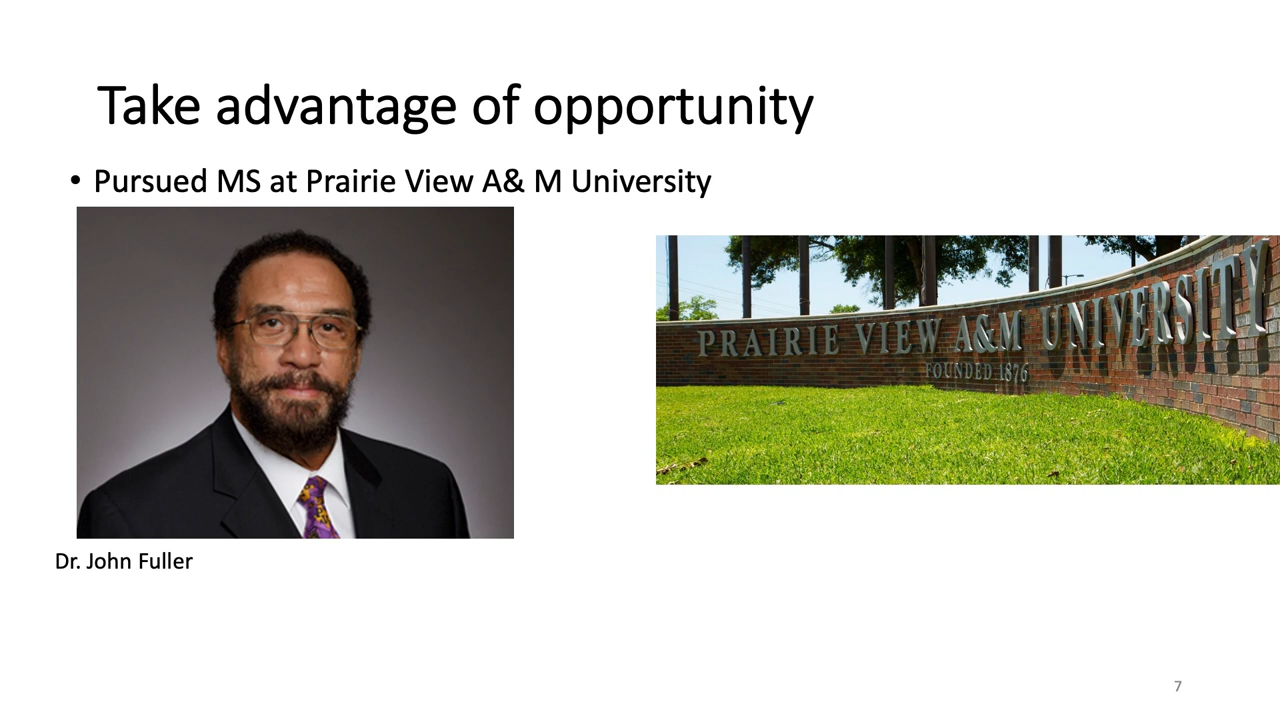 Take advantage of opportunity
• Pursued MS at Prairie View A& M University
PRAIRIE VIEW A&M UNIVERSITY
FOUNDED 1876
Dr. John Fuller
7